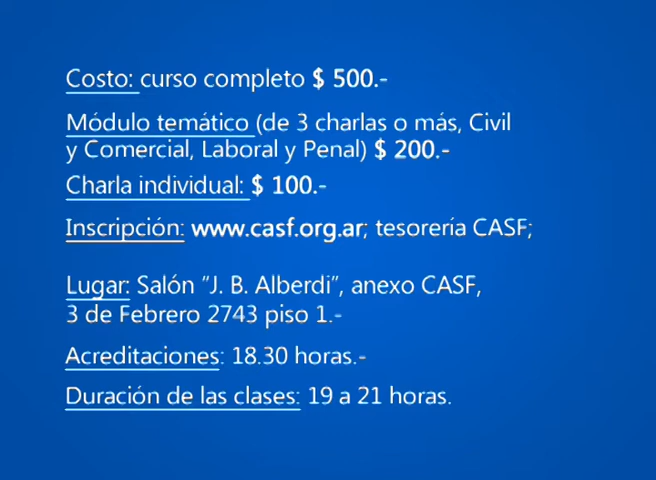 Costo: curso completo $ 500.-
Módulo temático (de 3 charlas o más, Civil
y Comercial, Laboral y Penal) $ 200.-
Charla individual: $ 100.-
Inscripción: www.casf.org.ar; tesorería CASF;
Lugar: Salón "J. B. Alberdi", anexo CASF,
3 de Febrero 2743 piso 1.-
Acreditaciones: 18.30 horas.-
Duración de las clases: 19 a 21 horas.